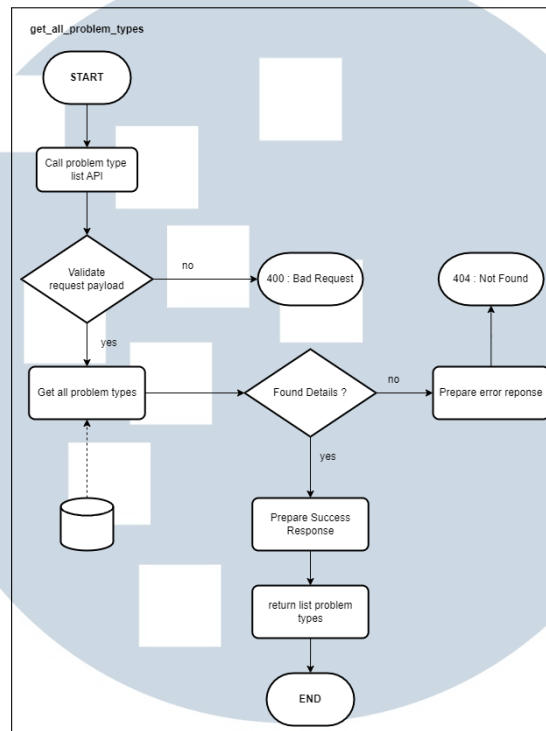 get_all_problem_types
START
Call problem type
list API
Validate
request payload
no
400 : Bad Request
404 : Not Found
yes
Get all problem types
Found Details ?
no
Prepare error reponse
yes
Prepare Success
Response
return list problem
types
END